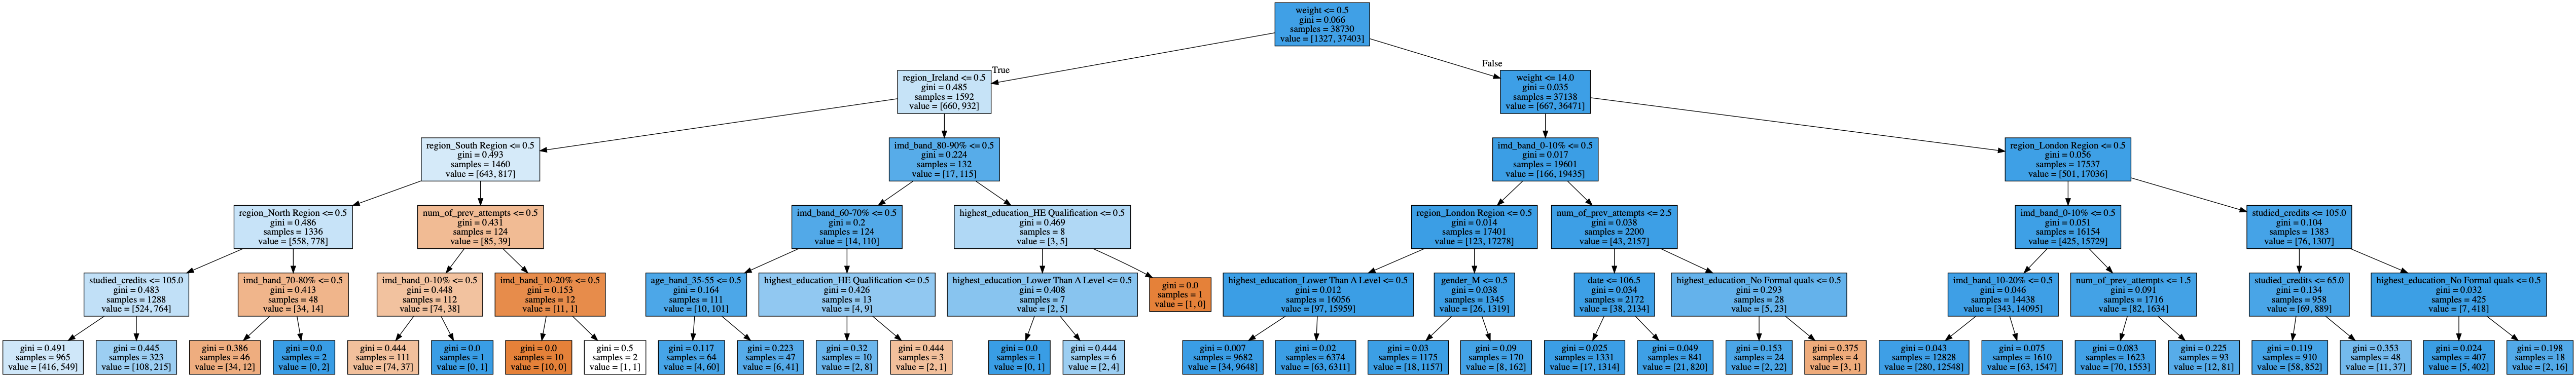 weight <= 0.5
gini = 0.066
samples = 38730
value = [1327, 37403]
True
False
region_Ireland <= 0.5
gini = 0.485
samples = 1592
value = [660, 932]
weight <= 14.0
gini = 0.035
samples = 37138
value = [667, 36471]
region_South Region <= 0.5
gini = 0.493
samples = 1460
value = [643, 817]
imd_band_80-90% <= 0.5
gini = 0.224
samples = 132
value = [17, 115]
imd_band_0-10% <= 0.5
gini = 0.017
samples = 19601
value = [166, 19435]
region_London Region <= 0.5
gini = 0.056
samples = 17537
value = [501, 17036]
region_North Region <= 0.5
gini = 0.486
samples = 1336
value = [558, 778]
num_of_prev_attempts <= 0.5
gini = 0.431
samples = 124
value = [85, 39]
imd_band_60-70% <= 0.5
gini = 0.2
samples = 124
value = [14, 110]
highest_education_HE Qualification <= 0.5
gini = 0.469
samples = 8
value = [3, 5]
region_London Region <= 0.5
gini = 0.014
samples = 17401
value = [123, 17278]
num_of_prev_attempts <= 2.5
gini = 0.038
samples = 2200
value = [43, 2157]
imd_band_0-10% <= 0.5
gini = 0.051
samples = 16154
value = [425, 15729]
studied_credits <= 105.0
gini = 0.104
samples = 1383
value = [76, 1307]
studied_credits <= 105.0
gini = 0.483
samples = 1288
value = [524, 764]
imd_band_70-80% <= 0.5
gini = 0.413
samples = 48
value = [34, 14]
imd_band_0-10% <= 0.5
gini = 0.448
samples = 112
value = [74, 38]
imd_band_10-20% <= 0.5
gini = 0.153
samples = 12
value = [11, 1]
age_band_35-55 <= 0.5
gini = 0.164
samples = 111
value = [10, 101]
highest_education_HE Qualification <= 0.5
gini = 0.426
samples = 13
value = [4, 9]
highest_education_Lower Than A Level <= 0.5
gini = 0.408
samples = 7
value = [2, 5]
gini = 0.0
samples = 1
value = [1, 0]
highest_education_Lower Than A Level <= 0.5
gini = 0.012
samples = 16056
value = [97, 15959]
gender_M <= 0.5
gini = 0.038
samples = 1345
value = [26, 1319]
date <= 106.5
gini = 0.034
samples = 2172
value = [38, 2134]
highest_education_No Formal quals <= 0.5
gini = 0.293
samples = 28
value = [5, 23]
imd_band_10-20% <= 0.5
gini = 0.046
samples = 14438
value = [343, 14095]
num_of_prev_attempts <= 1.5
gini = 0.091
samples = 1716
value = [82, 1634]
studied_credits <= 65.0
gini = 0.134
samples = 958
value = [69, 889]
highest_education_No Formal quals <= 0.5
gini = 0.032
samples = 425
value = [7, 418]
gini = 0.491
samples = 965
value = [416, 549]
gini = 0.445
samples = 323
value = [108, 215]
gini = 0.386
samples = 46
value = [34, 12]
gini = 0.0
samples = 2
value = [0, 2]
gini = 0.444
samples = 111
value = [74, 37]
gini = 0.0
samples = 1
value = [0, 1]
gini = 0.0
samples = 10
value = [10, 0]
gini = 0.5
samples = 2
value = [1, 1]
gini = 0.117
samples = 64
value = [4, 60]
gini = 0.223
samples = 47
value = [6, 41]
gini = 0.32
samples = 10
value = [2, 8]
gini = 0.444
samples = 3
value = [2, 1]
gini = 0.0
samples = 1
value = [0, 1]
gini = 0.444
samples = 6
value = [2, 4]
gini = 0.007
samples = 9682
value = [34, 9648]
gini = 0.02
samples = 6374
value = [63, 6311]
gini = 0.03
samples = 1175
value = [18, 1157]
gini = 0.09
samples = 170
value = [8, 162]
gini = 0.025
samples = 1331
value = [17, 1314]
gini = 0.049
samples = 841
value = [21, 820]
gini = 0.153
samples = 24
value = [2, 22]
gini = 0.375
samples = 4
value = [3, 1]
gini = 0.043
samples = 12828
value = [280, 12548]
gini = 0.075
samples = 1610
value = [63, 1547]
gini = 0.083
samples = 1623
value = [70, 1553]
gini = 0.225
samples = 93
value = [12, 81]
gini = 0.119
samples = 910
value = [58, 852]
gini = 0.353
samples = 48
value = [11, 37]
gini = 0.024
samples = 407
value = [5, 402]
gini = 0.198
samples = 18
value = [2, 16]